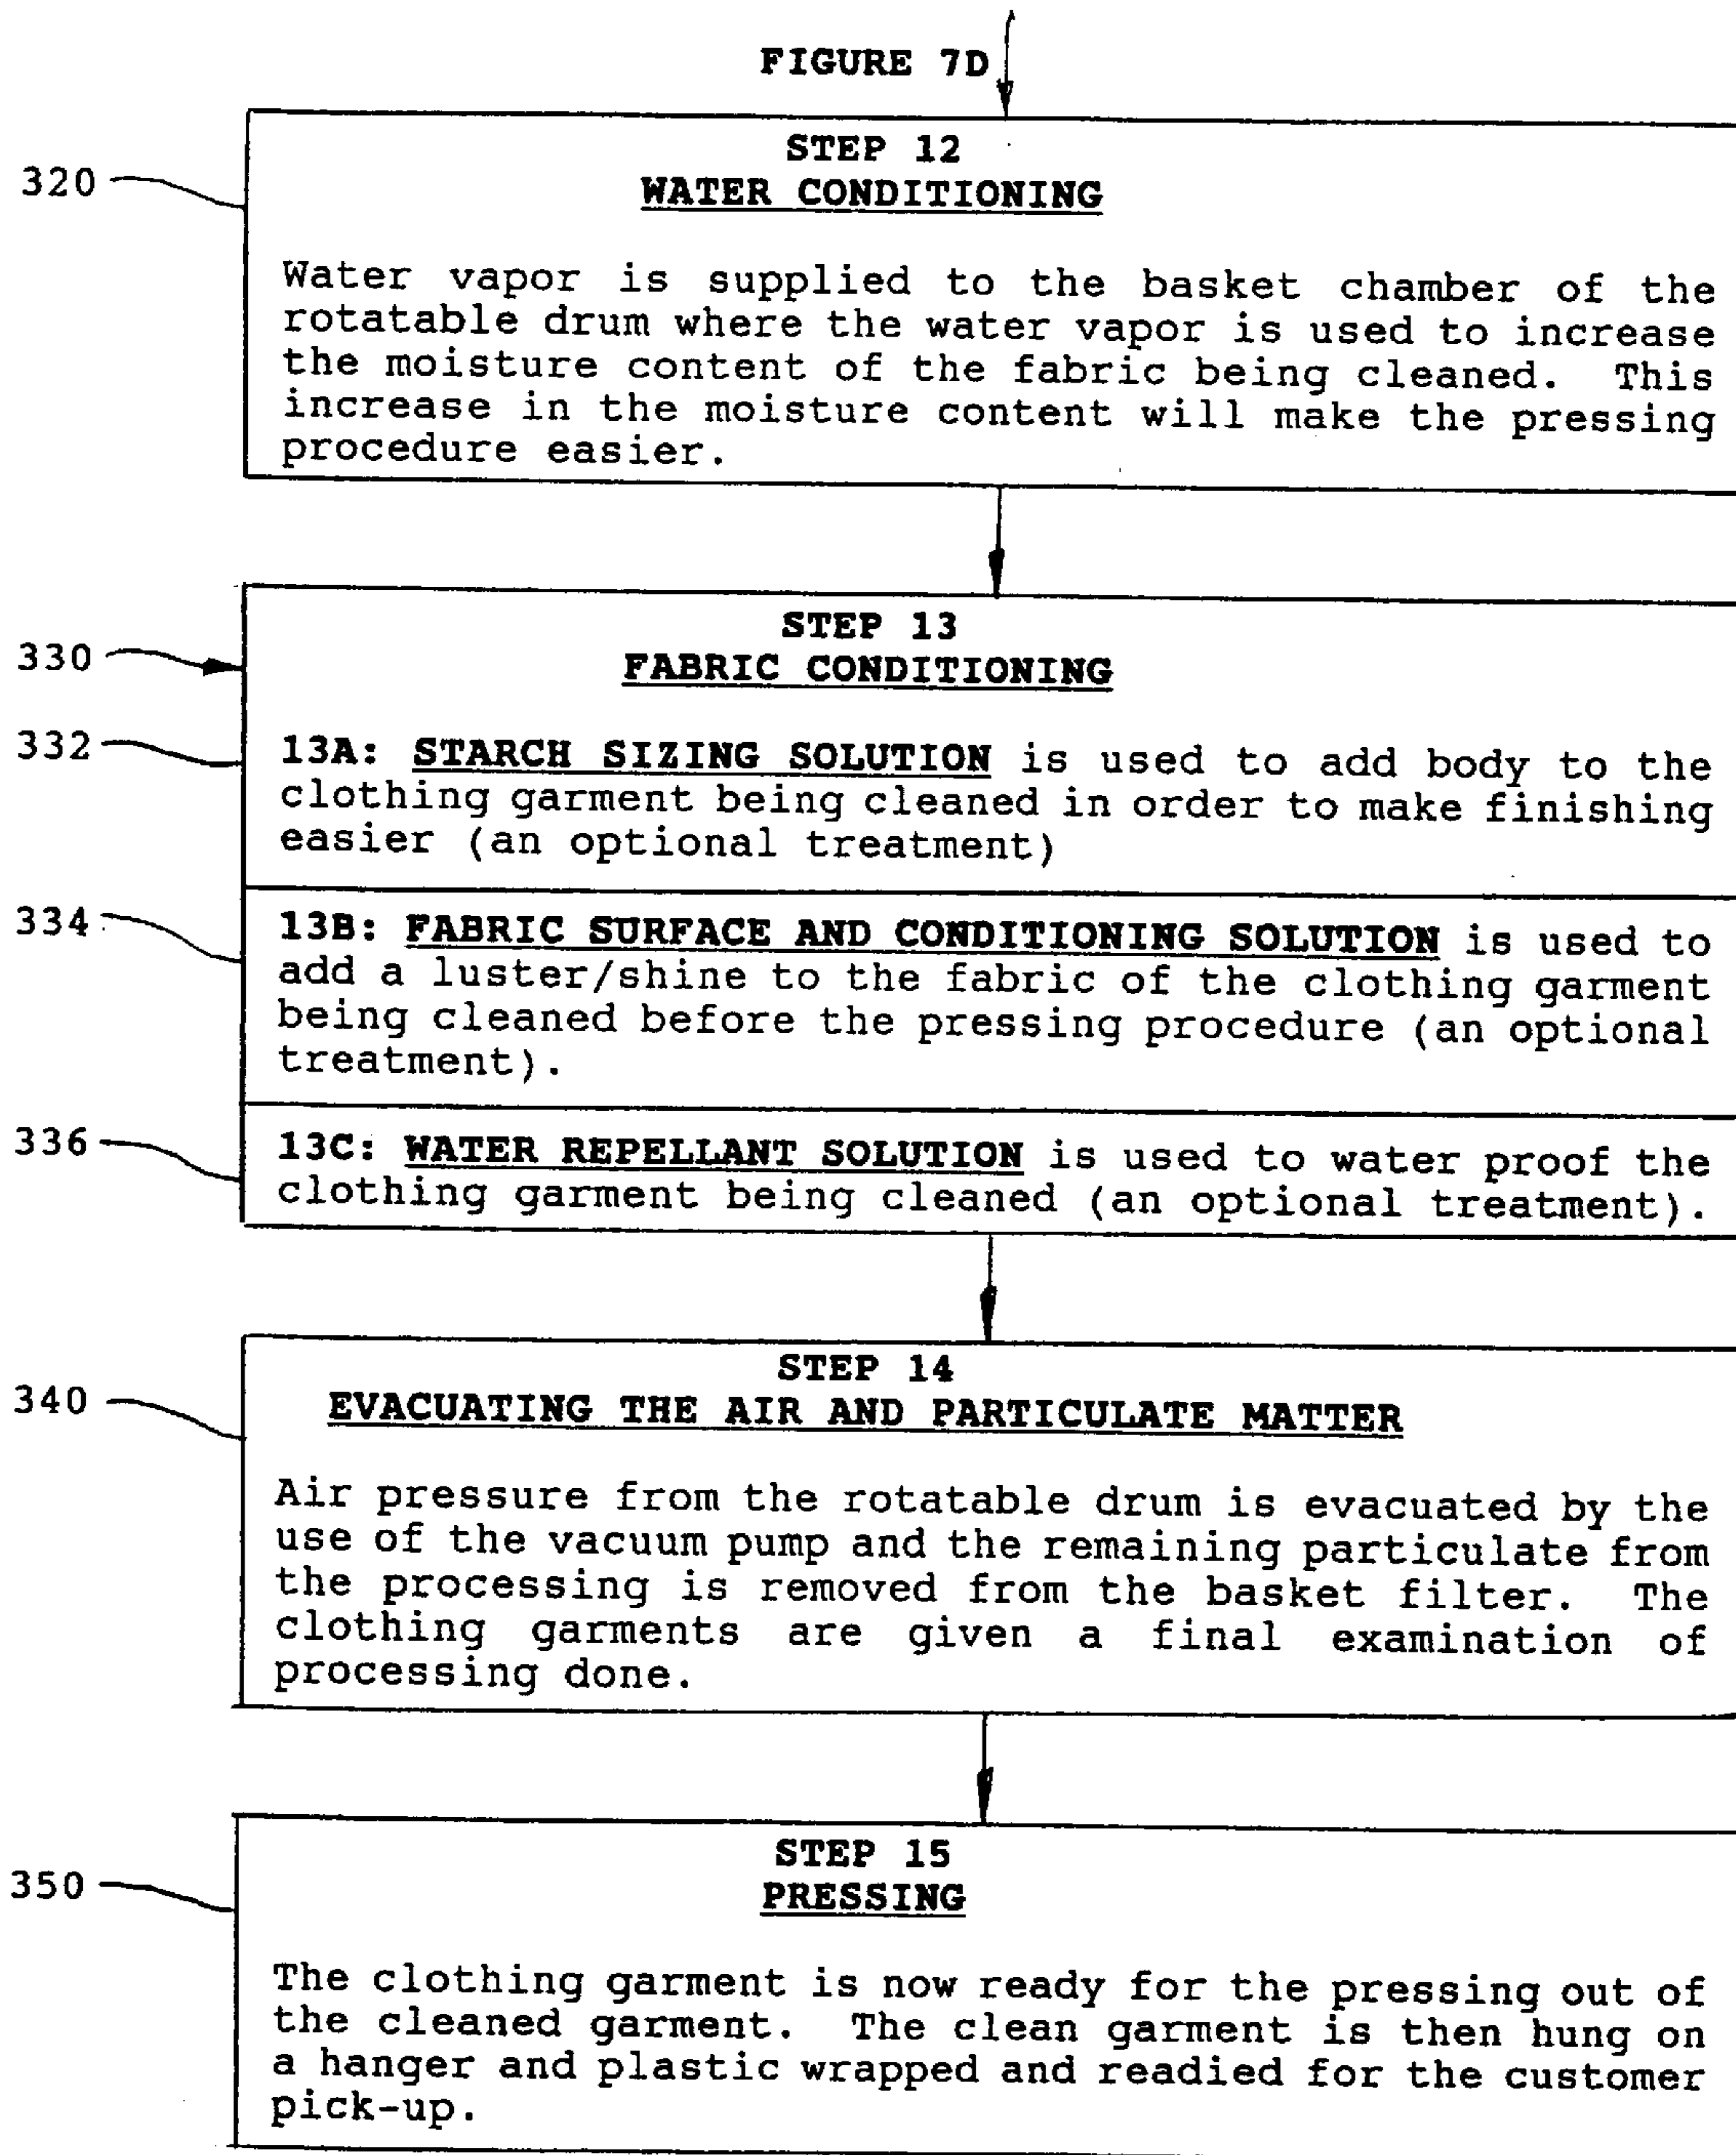 FIGURE 7D
STEP 12
320
WATER CONDITIONING
Water vapor is supplied to the basket chamber of the
rotatable drum where the water vapor is used to increase
the moisture content of the fabric being cleaned. This
increase in the moisture content will make the pressing
procedure easier.
STEP 13
330
FABRIC CONDITIONING
332
13A: STARCH SIZING SOLUTION is used to add body to the
clothing garment being cleaned in order to make finishing
easier (an optional treatment)
334
13B: FABRIC SURFACE AND CONDITIONING SOLUTION is used to
add a luster/shine to the fabric of the clothing garment
being cleaned before the pressing procedure (an optional
treatment).
336
13C: WATER REPELLANT SOLUTION is used to water proof the
clothing garment being cleaned (an optional treatment).
STEP 14
340
EVACUATING THE AIR AND PARTICULATE MATTER
Air pressure from the rotatable drum is evacuated by the
use of the vacuum pump and the remaining particulate from
the processing is removed from the basket filter. The
clothing garments are given a final examination of
processing done.
STEP 15
350
PRESSING
The clothing garment is now ready for the pressing out of
the cleaned garment. The clean garment is then hung on
a hanger and plastic wrapped and readied for the customer
pick-up.